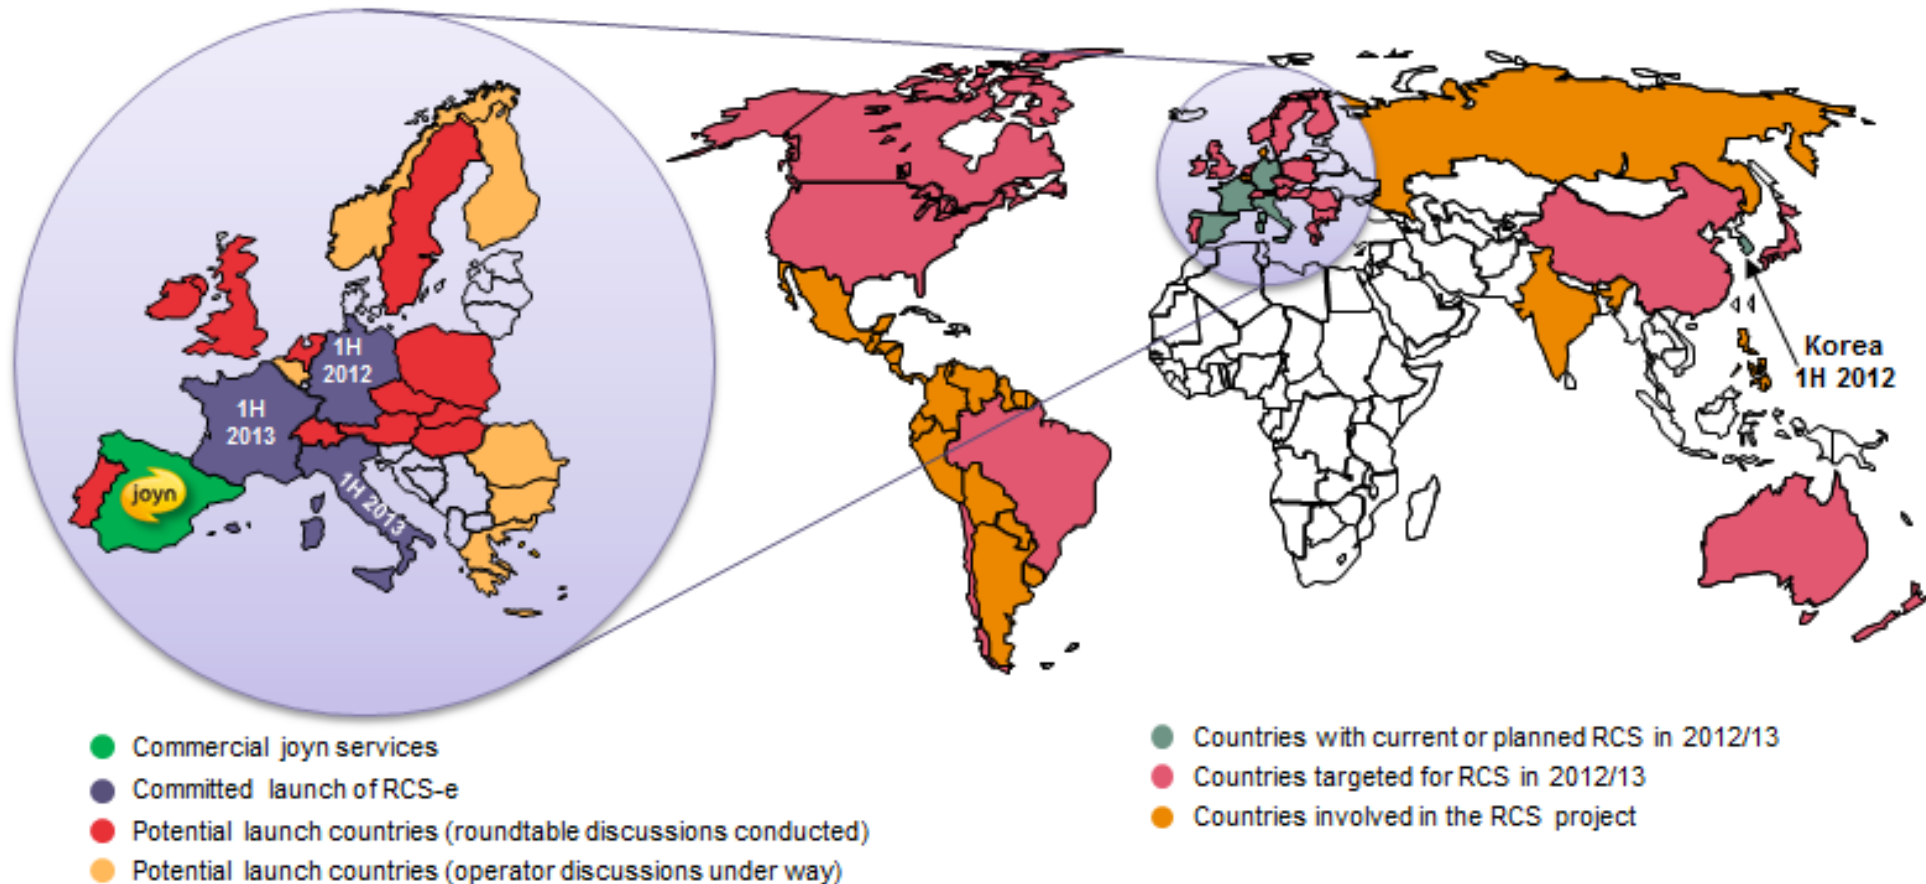 1H
2012
1H
2013
joyn
1H 2013
Korea
1H 2012
Commercial joyn services
Committed launch of RCS-e
Potential launch countries (roundtable discussions conducted)
Potential launch countries (operator discussions under way)
Countries with current or planned RCS in 2012/13
Countries targeted for RCS in 2012/13
Countries involved in the RCS project